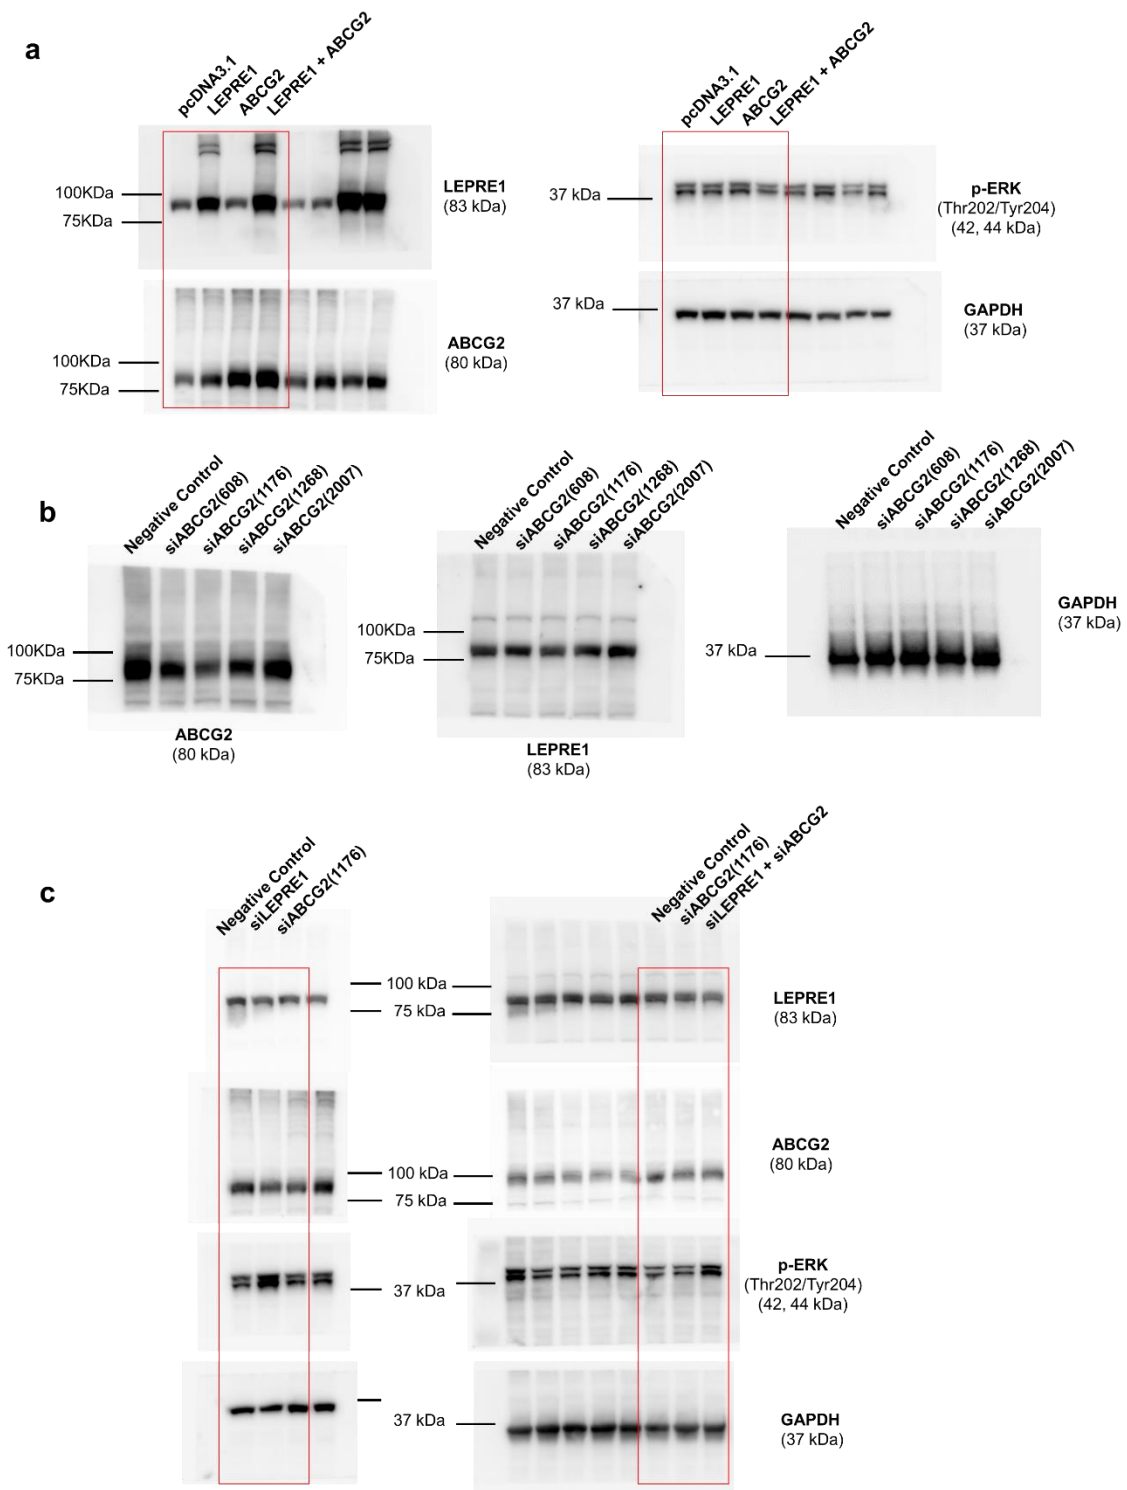 a
pcDNA3.1
LEPRE1
ABCG2
LEPRE1 + ABCG2
100KDa
75KDa
LEPRE1
(83 kDa)
100KDa
75KDa
ABCG2
(80 kDa)
pcDNA3.1
LEPRE1
ABCG2
LEPRE1 + ABCG2
37 kDa
p-ERK
(Thr202/Tyr204)
(42, 44 kDa)
37 kDa
GAPDH
(37 kDa)
b
Negative Control
siABCG2(608)
siABCG2(1176)
siABCG2(1268)
siABCG2(2007)
100KDa
75KDa
ABCG2
(80 kDa)
Negative Control
siABCG2(608)
siABCG2(1176)
siABCG2(1268)
siABCG2(2007)
100KDa
75KDa
LEPRE1
(83 kDa)
Negative Control
siABCG2(608)
siABCG2(1176)
siABCG2(1268)
siABCG2(2007)
37 kDa
GAPDH
(37 kDa)
c
Negative Control
siLEPRE1
siABCG2(1176)
Negative Control
siABCG2(1176)
siLEPRE1 + siABCG2
100 kDa
75 kDa
LEPRE1
(83 kDa)
100 kDa
75 kDa
ABCG2
(80 kDa)
37 kDa
p-ERK
(Thr202/Tyr204)
(42, 44 kDa)
37 kDa
GAPDH
(37 kDa)